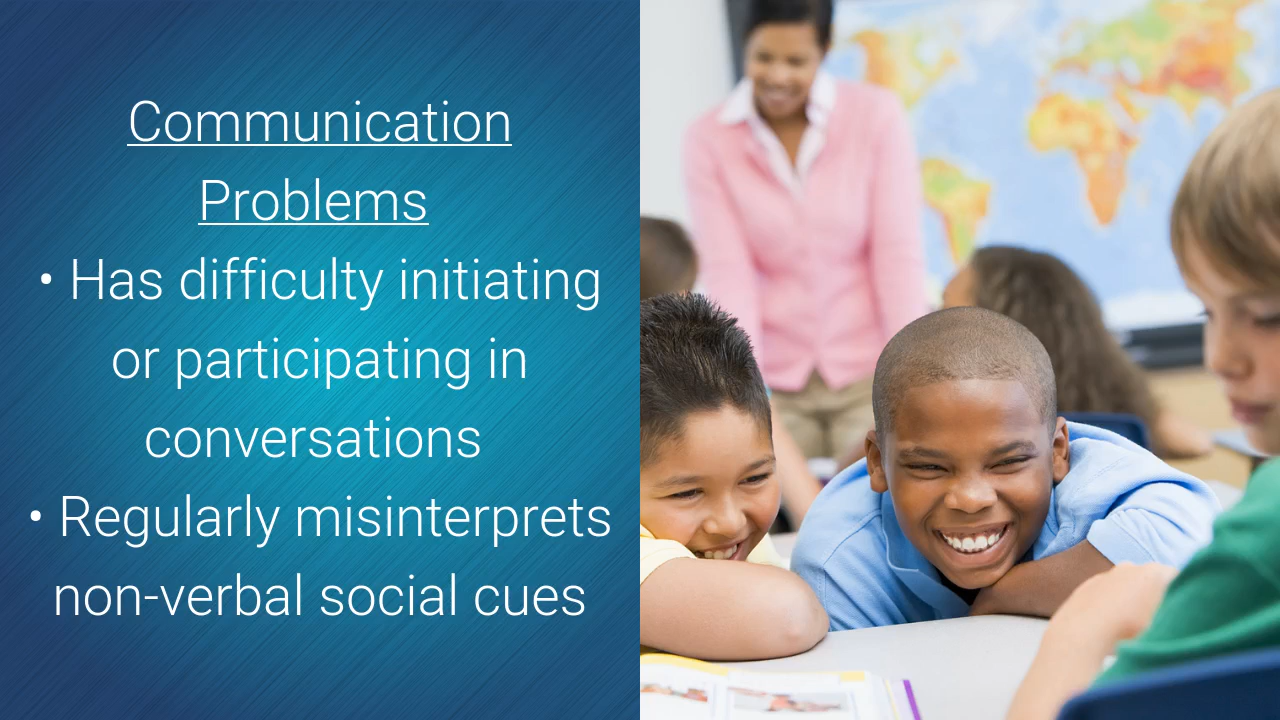 Communication
Problems
• Has difficulty initiating
or participating in
conversations
• Regularly misinterprets
non-verbal social cues